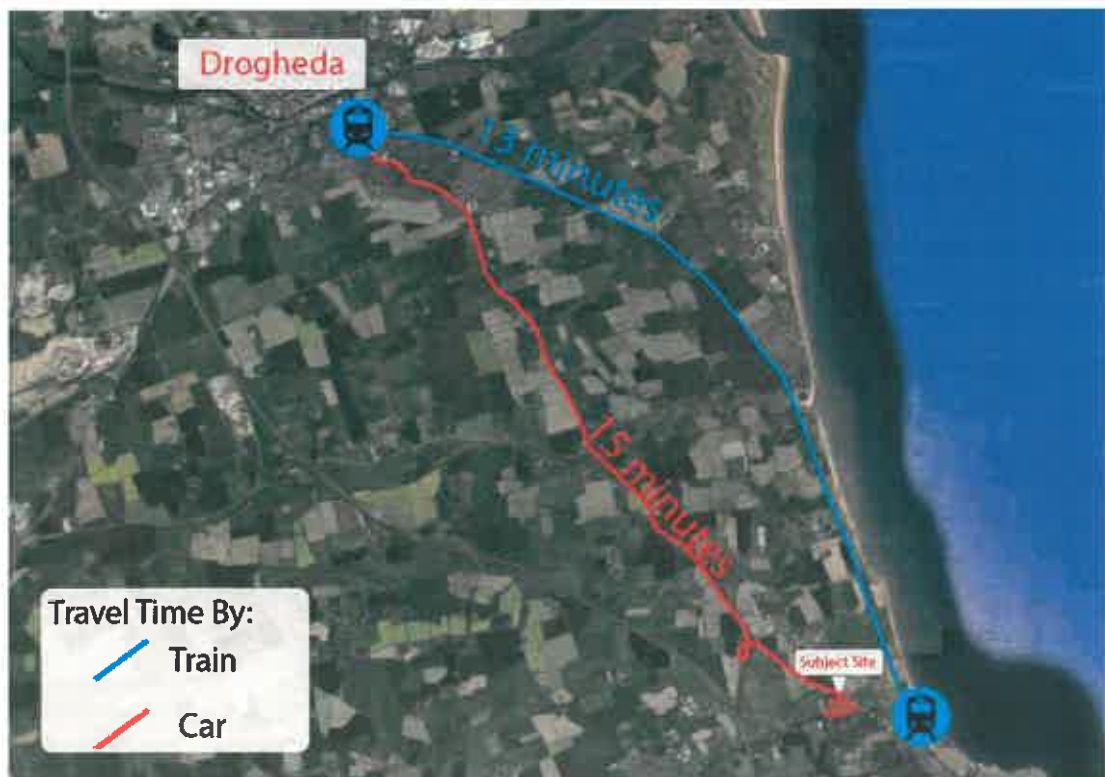 Drogheda
13 minutes
15 minutes
Subject Site
Travel Time By:
Train
Car